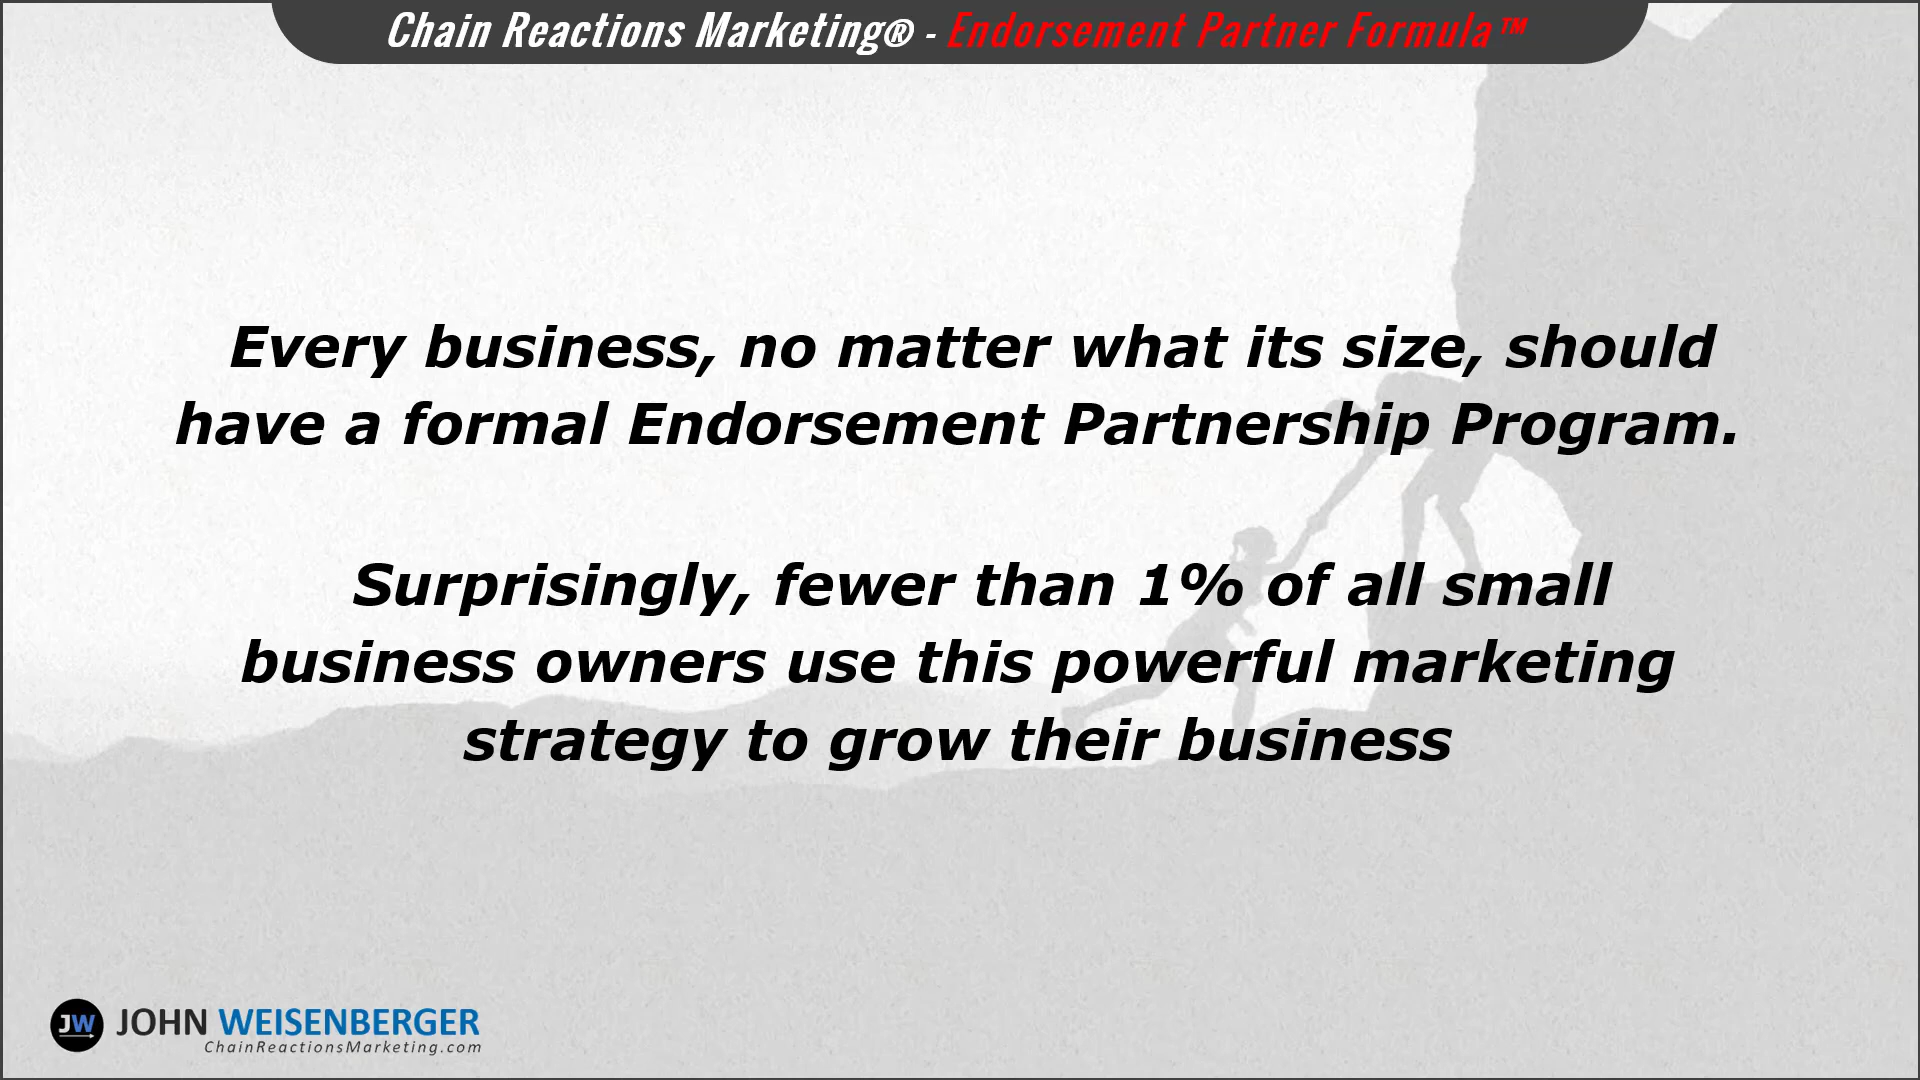 Chain Reactions Marketing® - Endorsement Partner Formula™
Every business, no matter what its size, should
have a formal Endorsement Partnership Program.
Surprisingly, fewer than 1% of all small
business owners use this powerful marketing
strategy to grow their business
JW JOHN WEISENBERGER
ChainReactionsMarketing.com